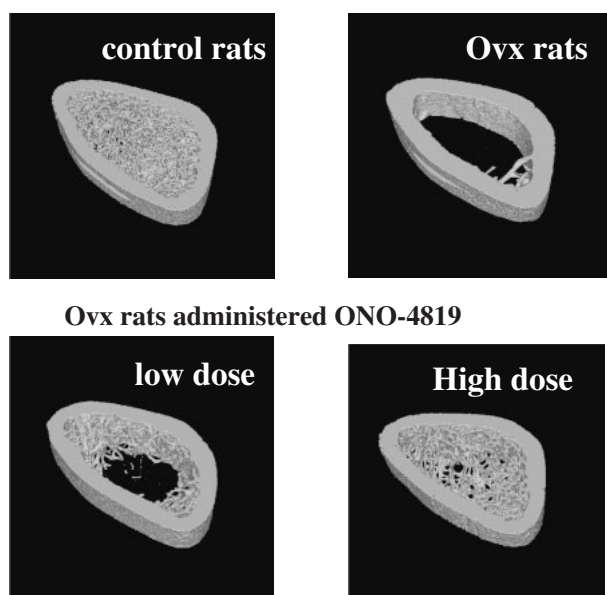 control rats
Ovx rats
Ovx rats administered ONO-4819
low dose
High dose